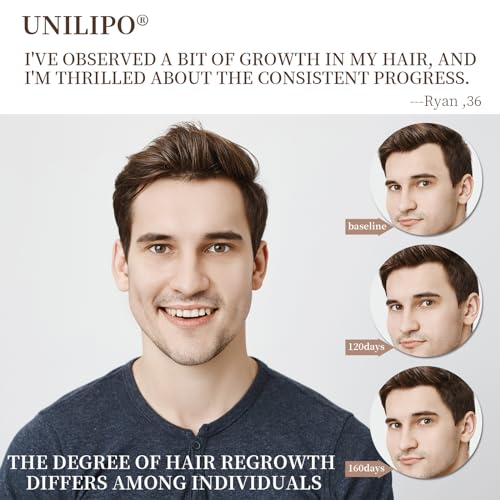 UNILIPO®
I'VE OBSERVED A BIT OF GROWTH IN MY HAIR, AND
I'M THRILLED ABOUT THE CONSISTENT PROGRESS.
---Ryan ,36
baseline
120days
160days
THE DEGREE OF HAIR REGROWTH
DIFFERS AMONG INDIVIDUALS